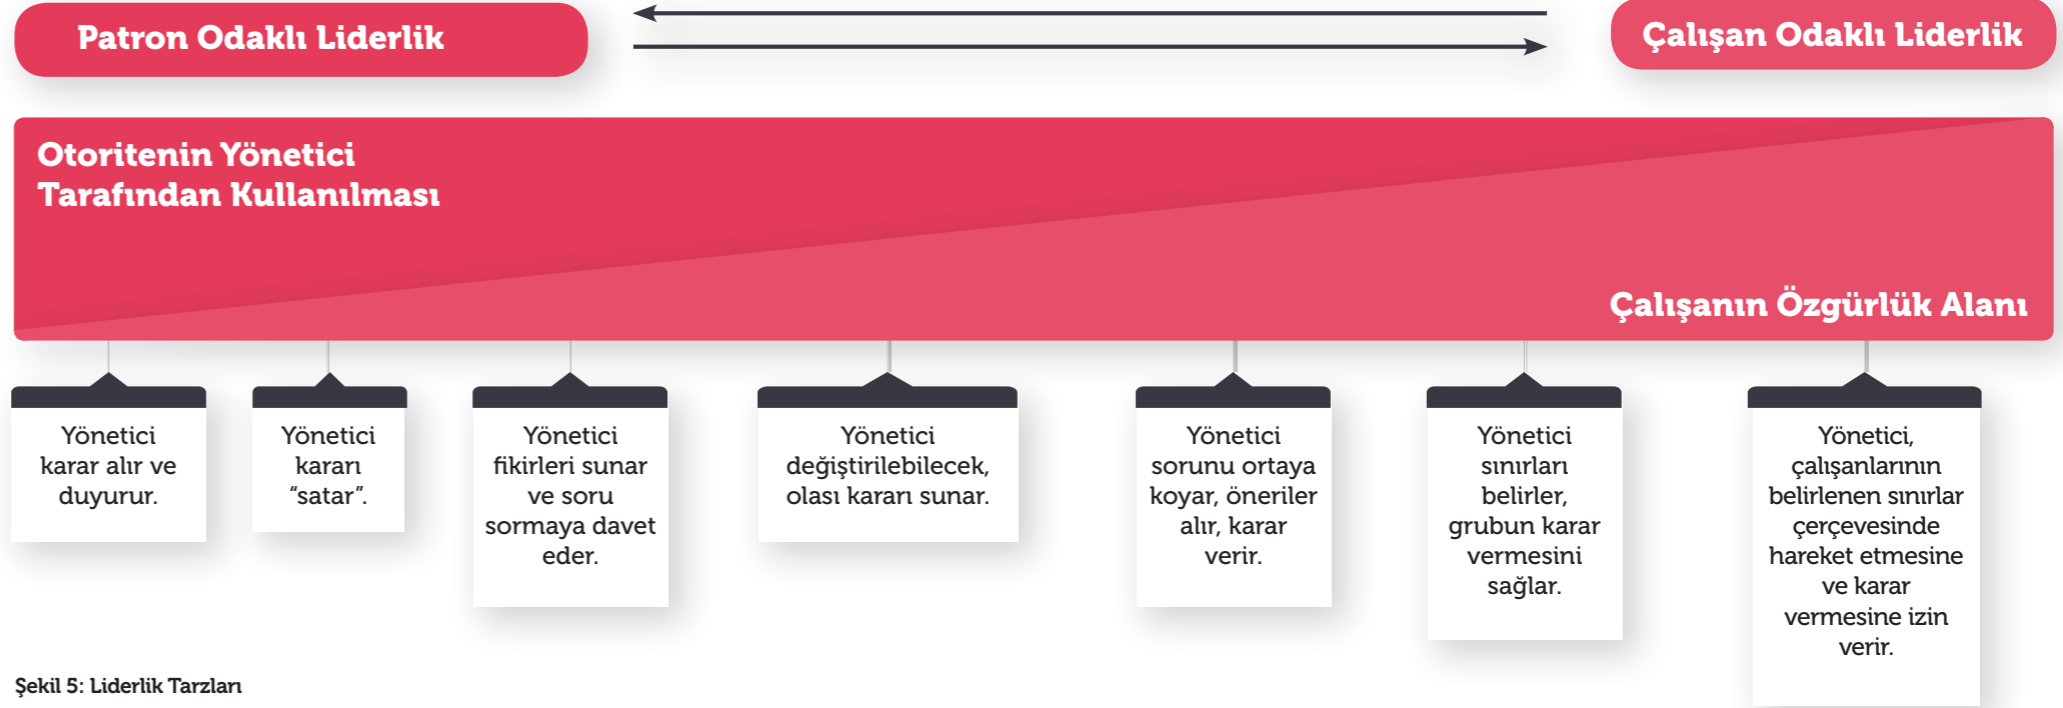 Patron Odaklı Liderlik
Çalışan Odaklı Liderlik
Otoritenin Yönetici
Tarafından Kullanılması
Çalışanın Özgürlük Alanı
Yönetici
karar alır ve
duyurur.
Yönetici
kararı
“satar”.
Yönetici
fikirleri sunar
ve soru
sormaya davet
eder.
Yönetici
değiştirilebilecek,
olası kararı sunar.
Yönetici
sorunu ortaya
koyar, öneriler
alır, karar
verir.
Yönetici
sınırları
belirler,
grubun karar
vermesini
sağlar.
Yönetici,
çalışanlarının
belirlenen sınırlar
çerçevesinde
hareket etmesine
ve karar
vermesine izin
verir.
Şekil 5: Liderlik Tarzları